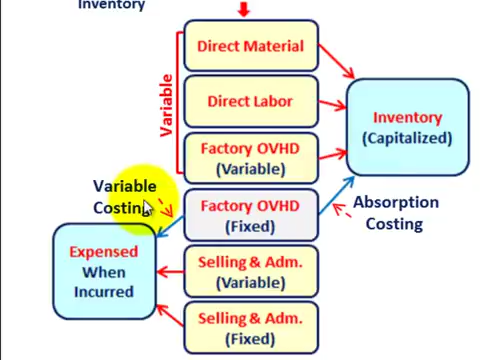 Inventory
Direct Material
Direct Labor
Variable
Factory OVHD
(Variable)
Inventory
(Capitalized)
Variable
Costing
Factory OVHD
(Fixed)
Absorption
Costing
Expensed
When
Incurred
Selling & Adm.
(Variable)
Selling & Adm.
(Fixed)